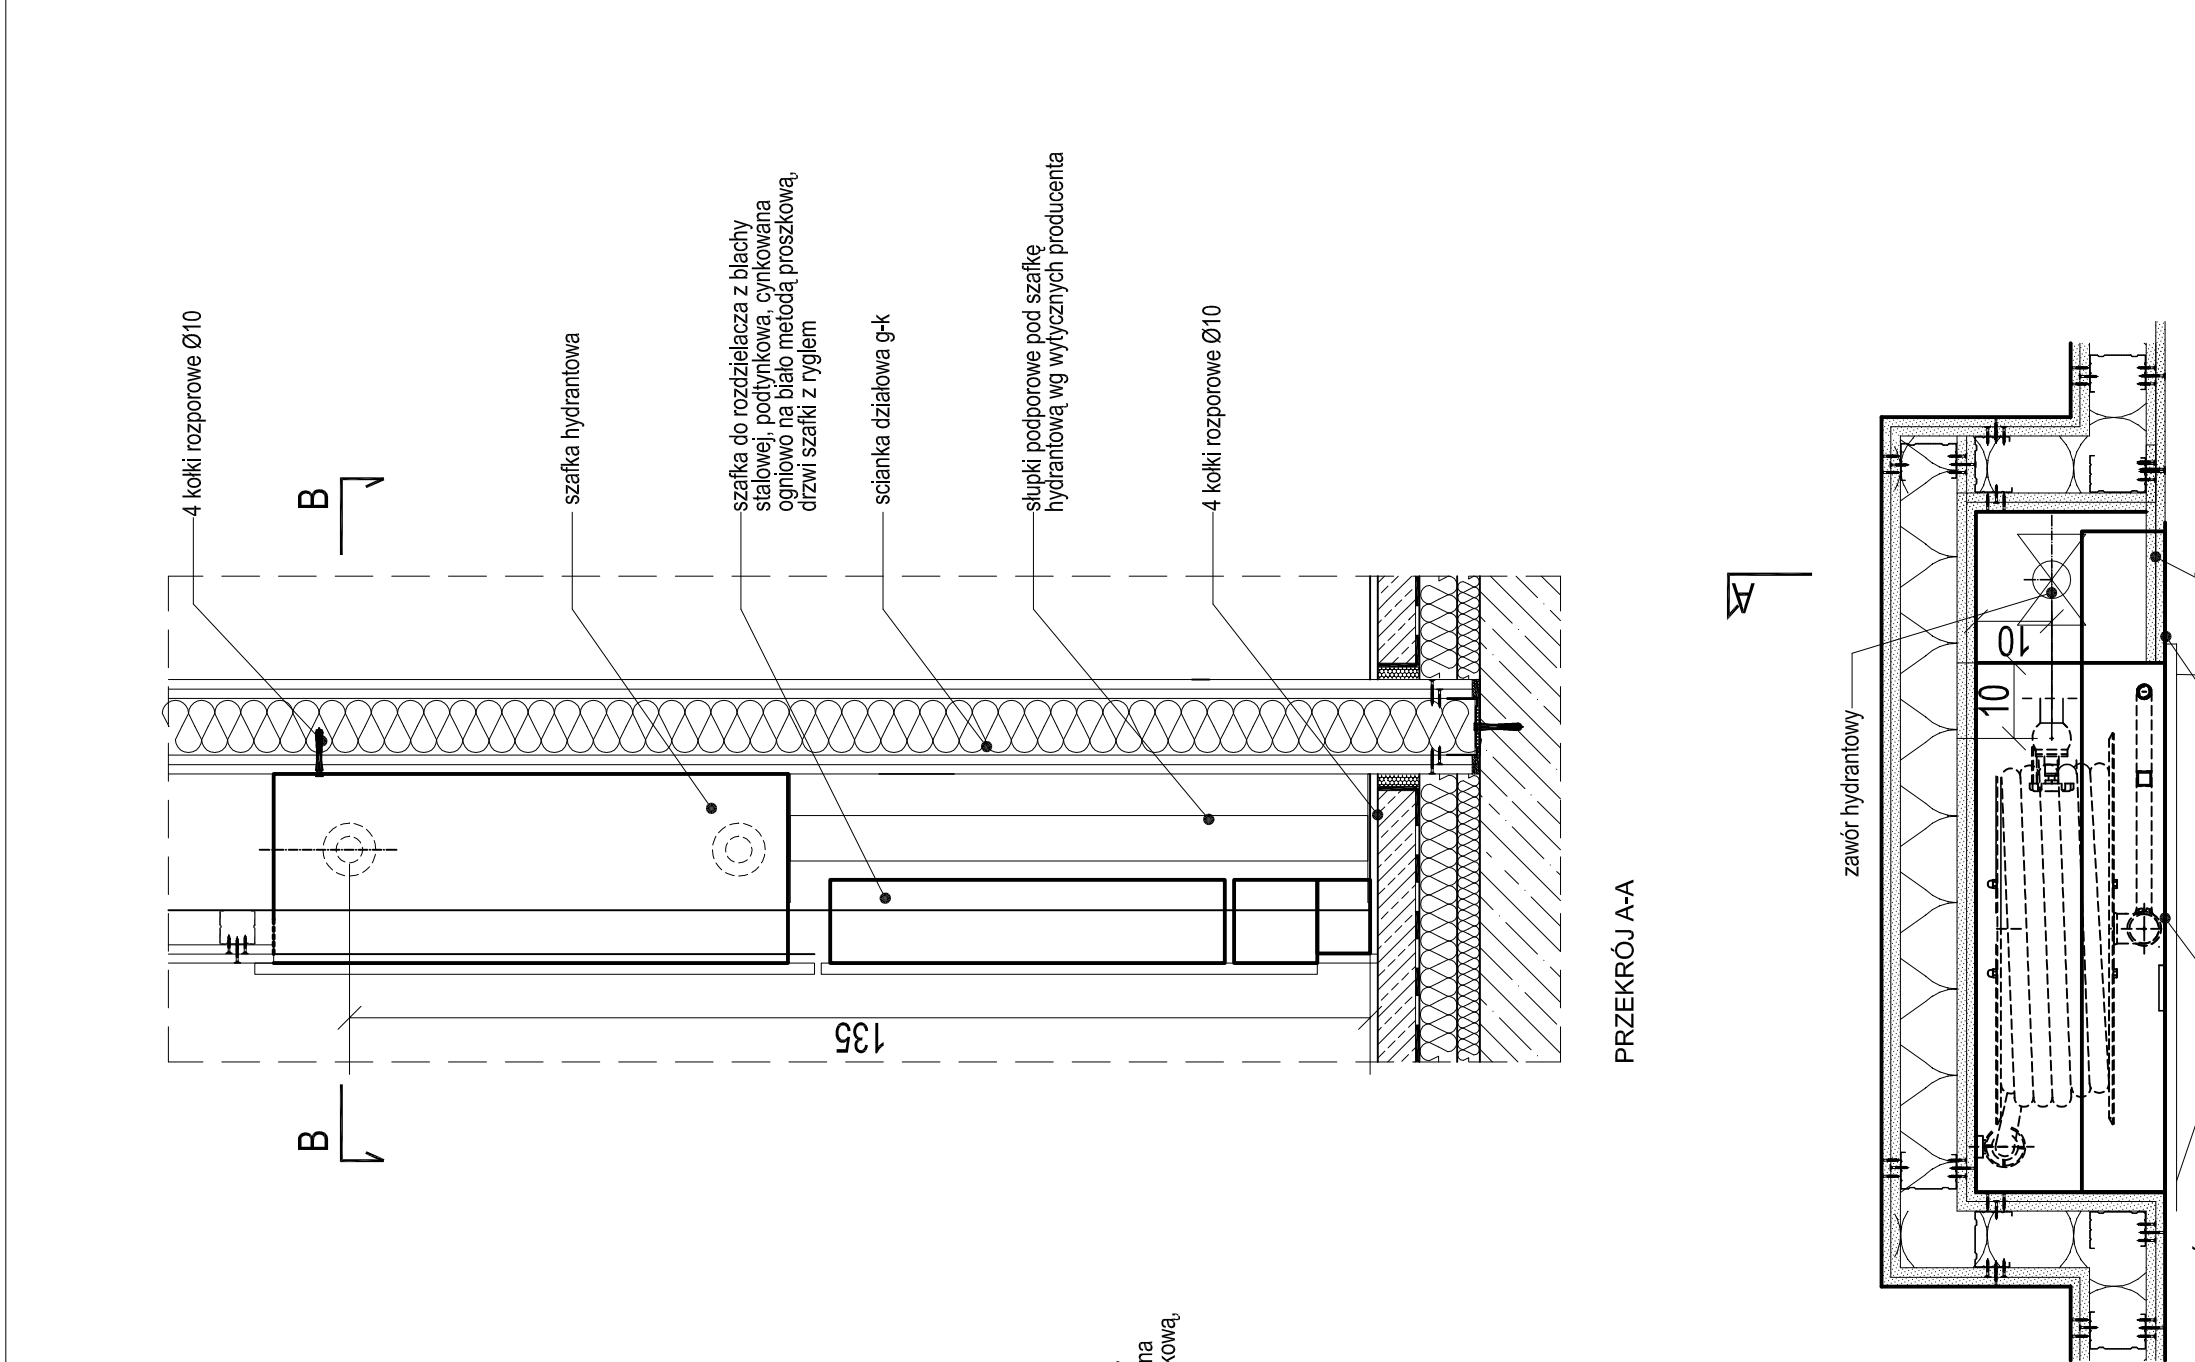 4 kołki rozporowe Ø10
B
szafka hydrantowa
szafka do rozdzielacza z blachy
stalowej, podtynkowa, cynkowana
ogniowo na biało metodą proszkową,
drzwi szafki z ryglem
scianka działowa g-k
słupki podporowe pod szafkę
hydrantową wg wytycznych producenta
4 kołki rozporowe Ø10
135
B
PRZEKRÓJ A-A
A
zawór hydrantowy
10
10
na
kową,